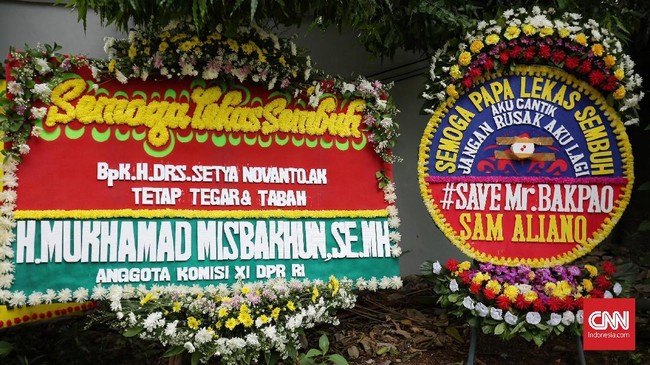 Semoga Lekas Sembuh
BpK.H.DRS.SETYA NOVANTO.AK
TETAP TEGAR & TABAH
H.MUKHAMAD MISBAKHUN,SE.MH
ANGGOTA KOMISI XI DPR RI
SEMOGA PAPA LEKAS SEMBUH
AKU CANTIK
JANGAN RUSAK AKU LAGI
#SAVE Mr.BAKPAO
SAM ALIANO
CNN
Indonesia.com